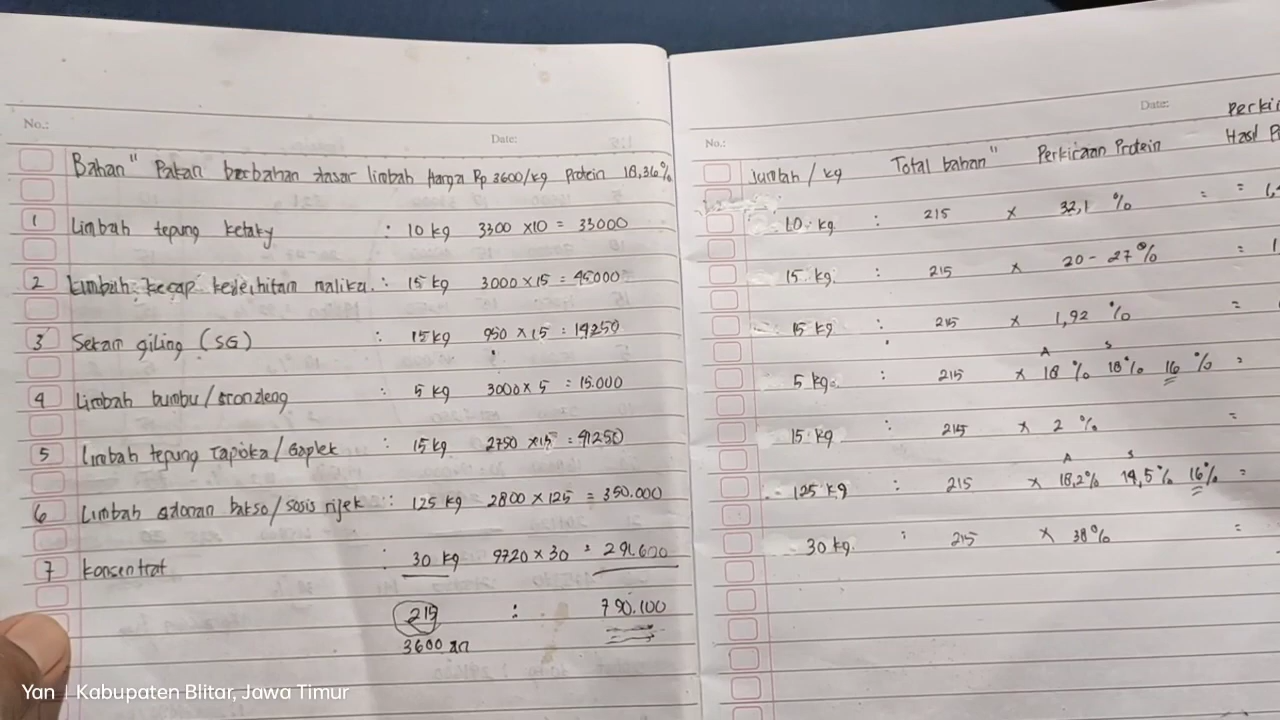 No.:
Date:
Bahan" Pakan berbahan dasar limbah Harga Rp 3600/kg Protein 18,36%
1 Limbah tepung ketaky : 10 kg 3300 x10 = 33000
2 Limbah kecap kedelhitam malika : 15 kg 3000 x 15 = 45000
3 Sekam giling (SG) : 15 kg 950 x 15 = 14250
4 Limbah bumbu/ : 5 kg 3000 x 5 = 15.000
5 Limbah tepung Tapioka / Gaplek : 15 kg 2750 x15 = 41250
6 Limbah adonan bakso/sosis rijek : 125 kg 2800 x 125 = 350.000
7 konsentrat : 30 kg 9720 x 30 = 291.600
215 : 790.100
3600
No.:
Date:
Jumlah / kg Total bahan" Perkiraan Protein
10 kg : 215 x 32,1 % =
15 kg : 215 x 20 - 27% =
15 kg : 215 x 1,92 % =
A S
5 kg : 215 x 18 % 18% 16 % =
15 kg : 215 x 2 % =
A S
125 kg : 215 x 18,2% 14,5% 16% =
30 kg : 215 x 38% =
Yan | Kabupaten Blitar, Jawa Timur